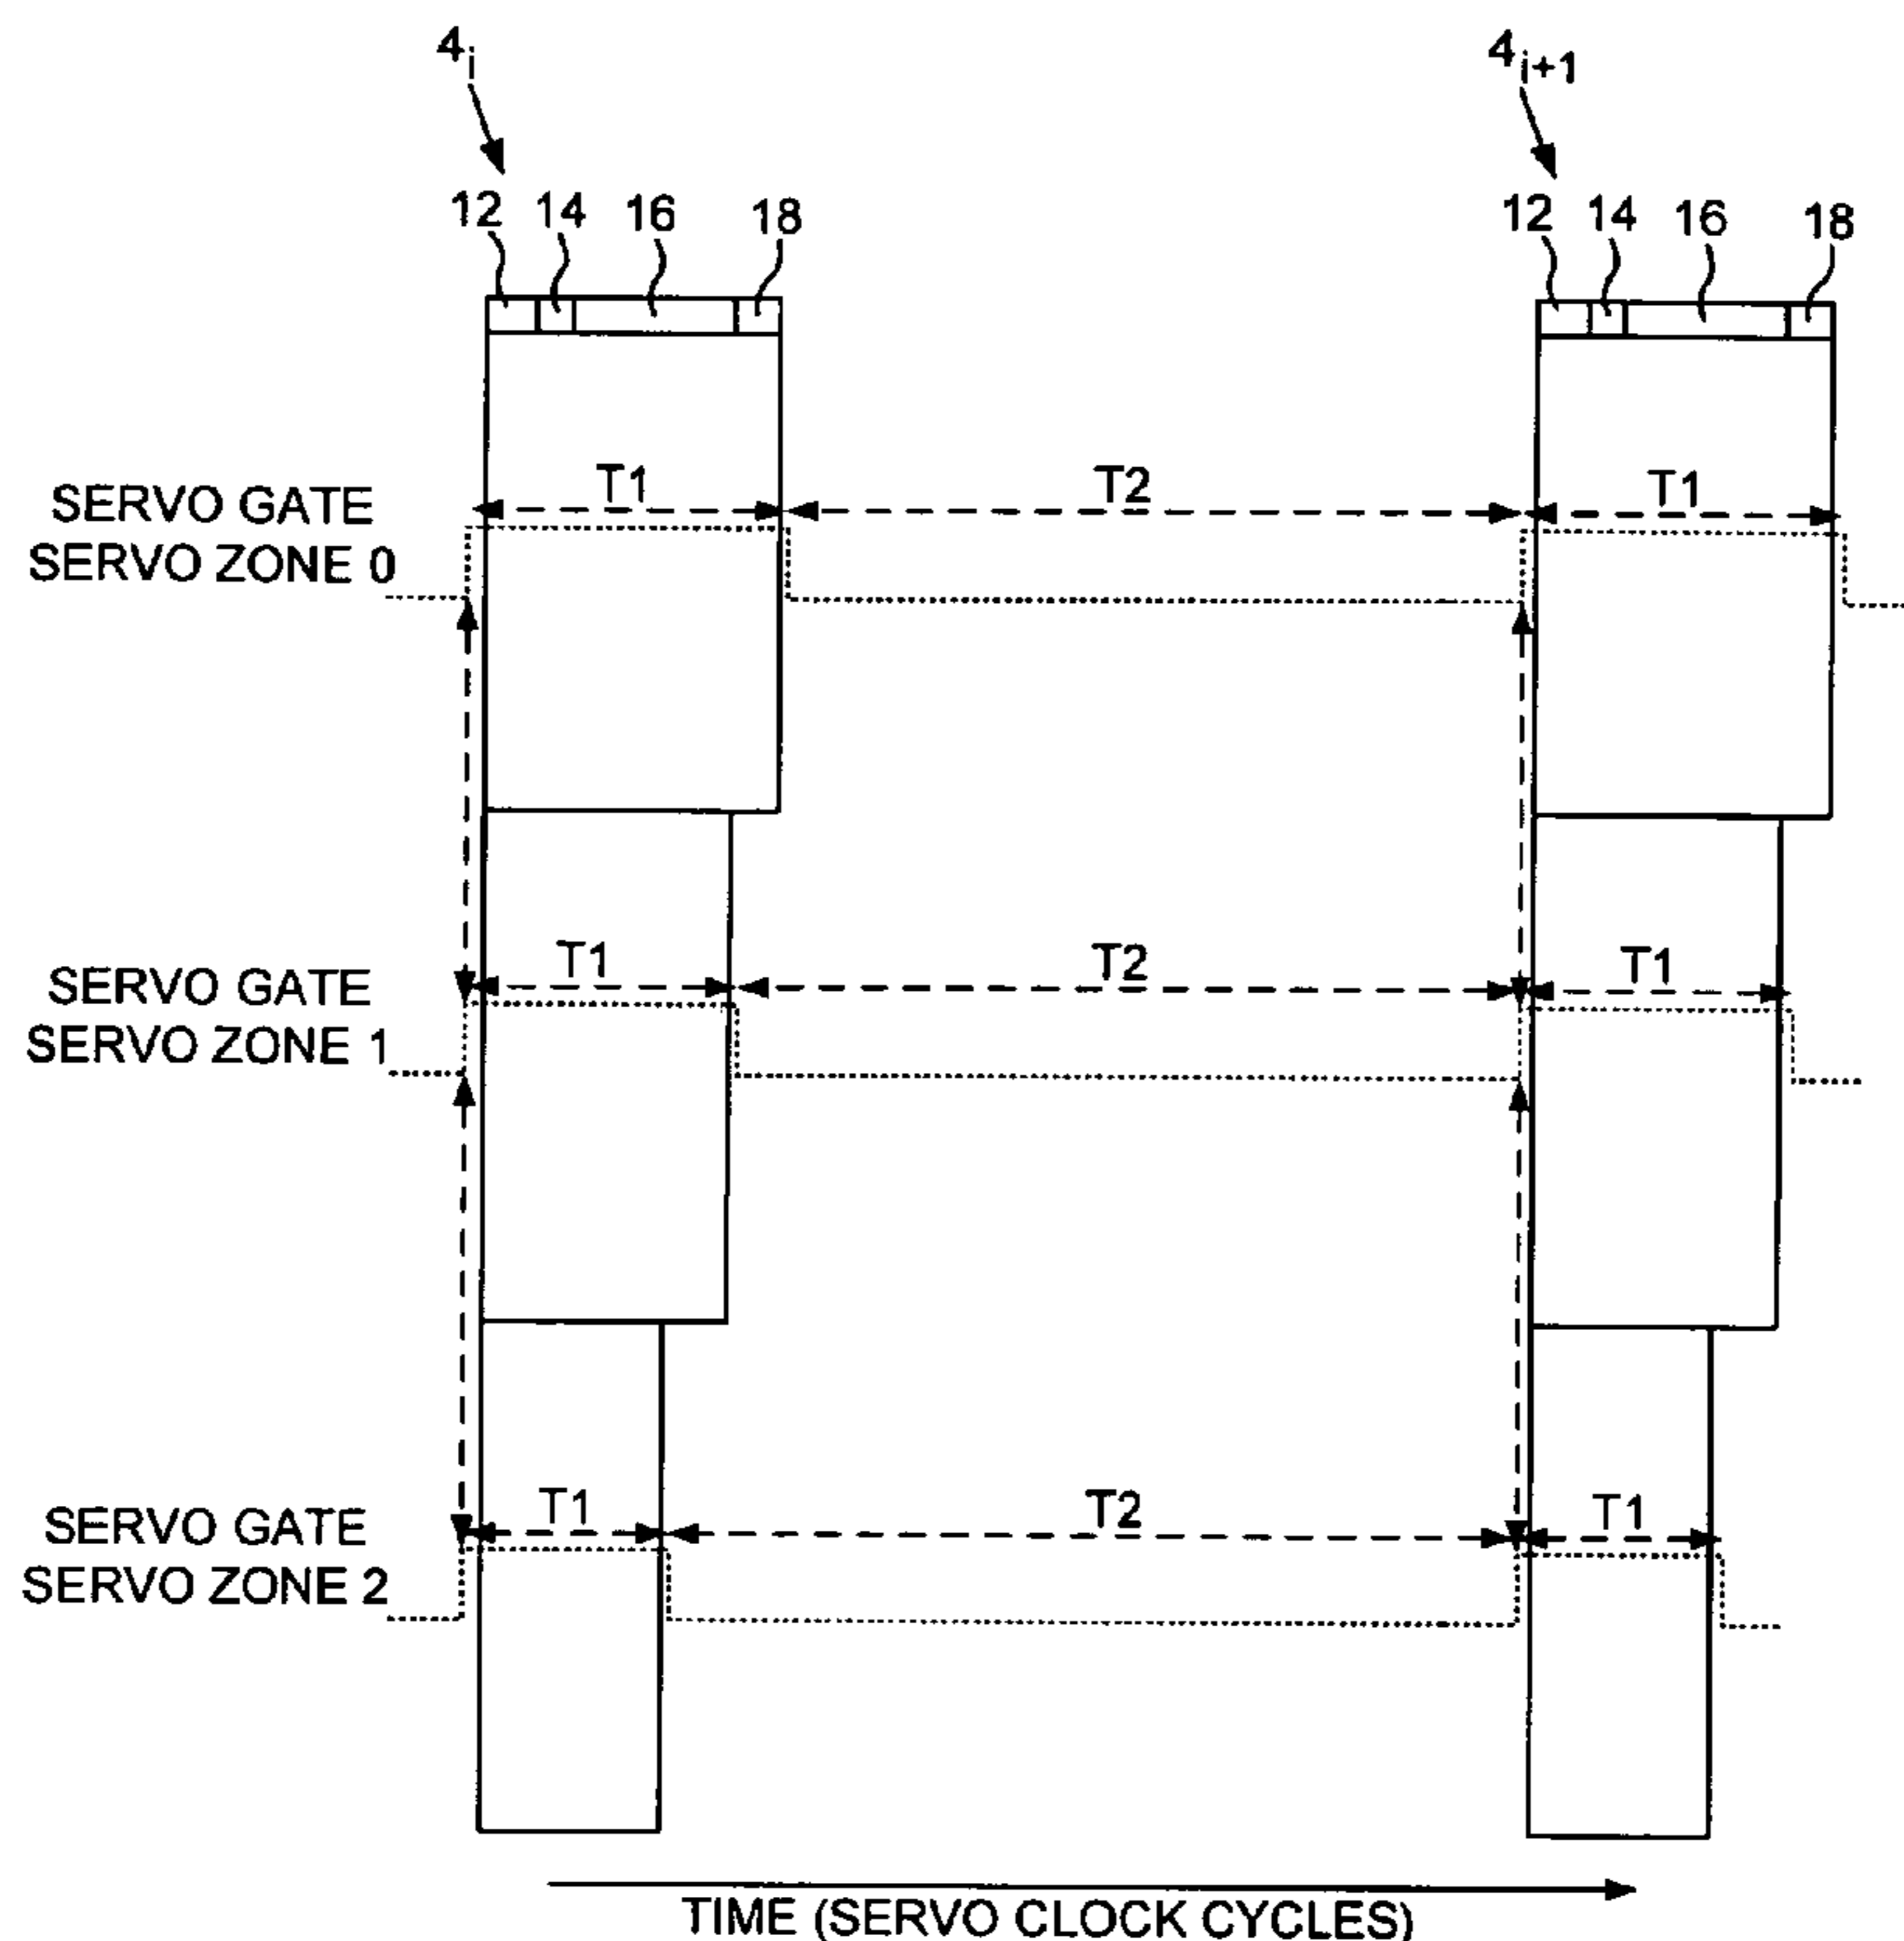 4i
4i+1
12 14 16 18
12 14 16 18
T1 T2 T1
SERVO GATE
SERVO ZONE 0
T1 T2 T1
SERVO GATE
SERVO ZONE 1
T1 T2 T1
SERVO GATE
SERVO ZONE 2
TIME (SERVO CLOCK CYCLES)